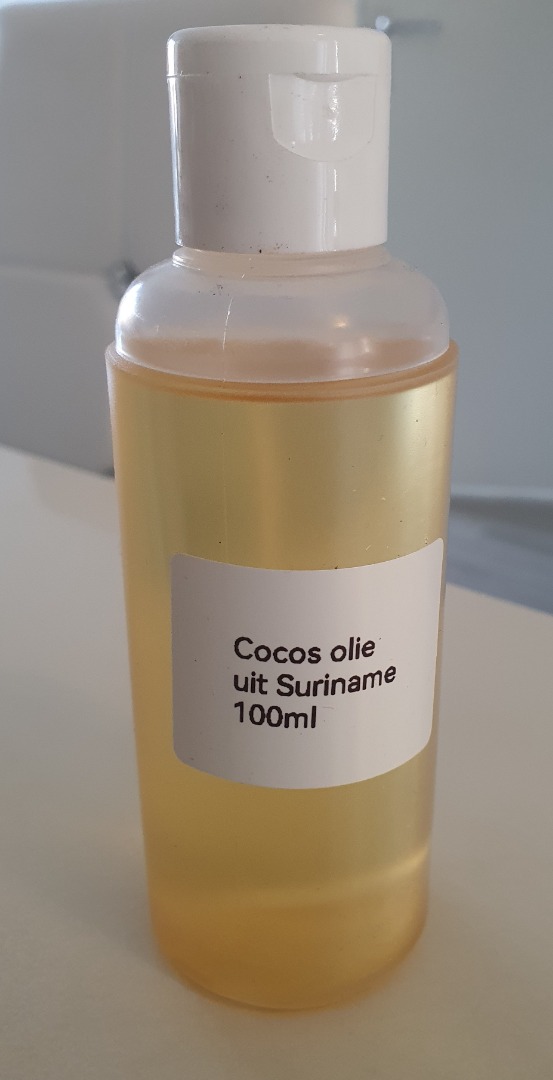 Cocos olie
uit Suriname
100ml